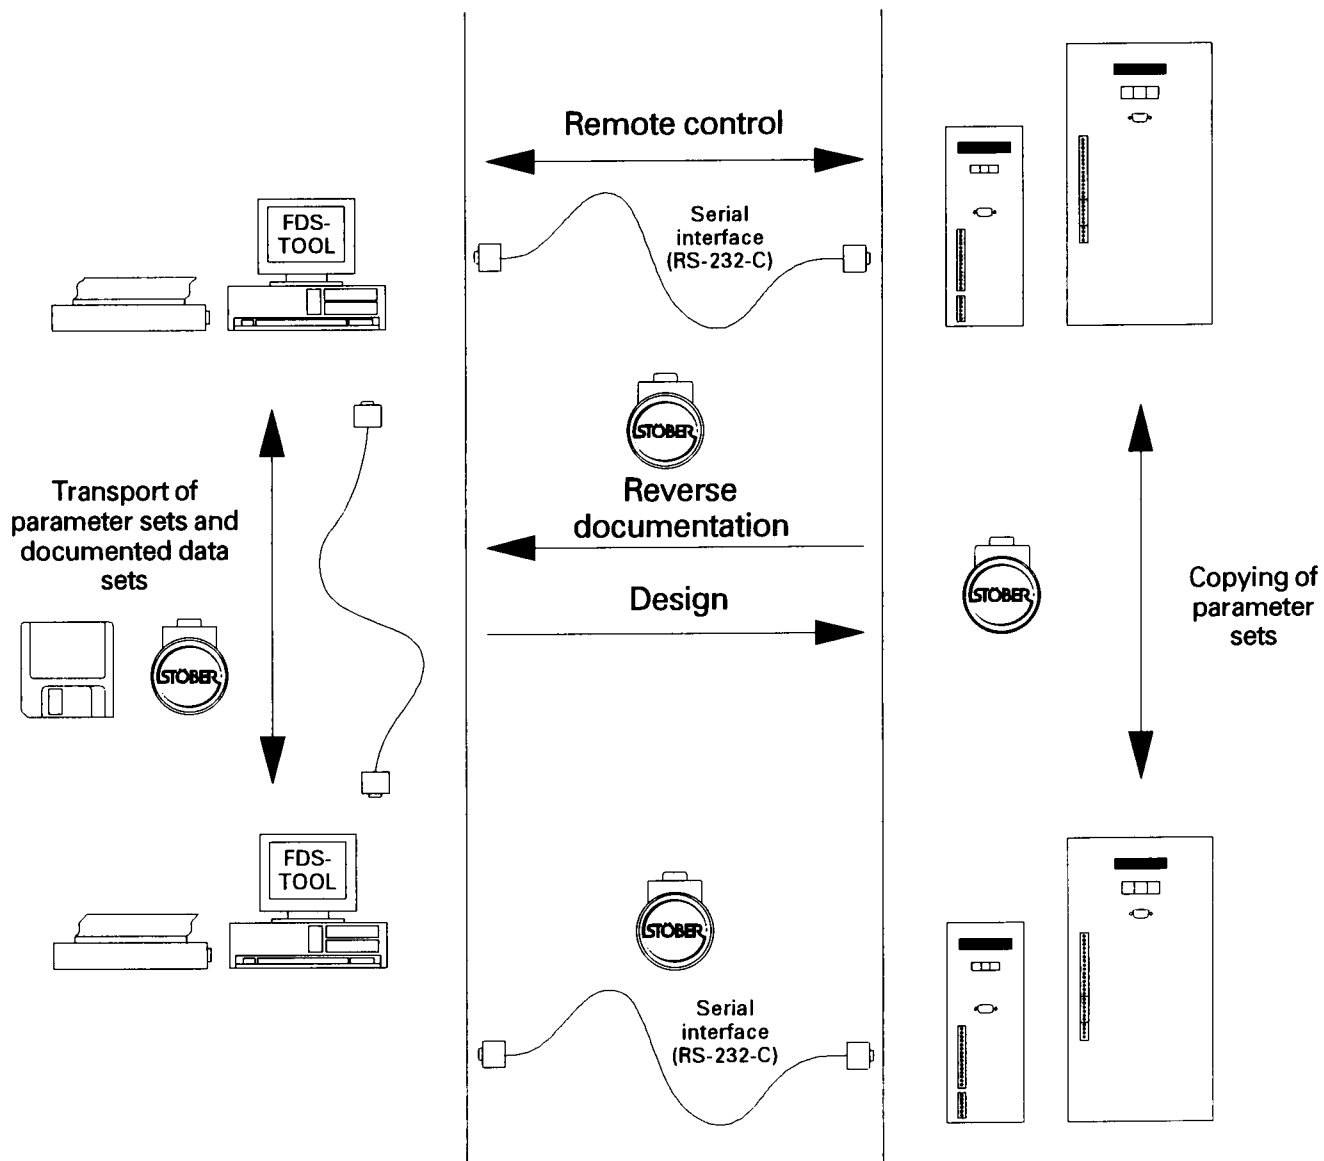 Remote control
Serial
interface
(RS-232-C)
FDS-
TOOL
STÖBER
Transport of
parameter sets and
documented data
sets
Reverse
documentation
STÖBER
Copying of
parameter
sets
Design
STÖBER
FDS-
TOOL
STÖBER
Serial
interface
(RS-232-C)